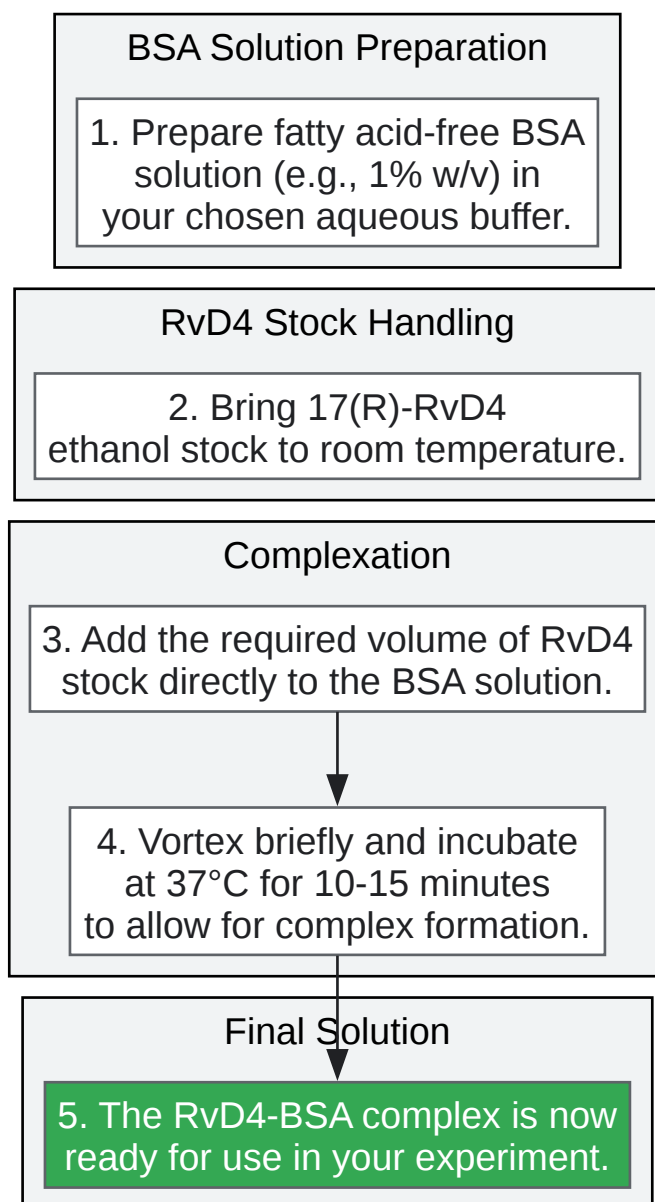 BSA Solution Preparation
1. Prepare fatty acid-free BSA
solution (e.g., 1% w/v) in
your chosen aqueous buffer.
RvD4 Stock Handling
2. Bring 17(R)-RvD4
ethanol stock to room temperature.
Complexation
3. Add the required volume of RvD4
stock directly to the BSA solution.
4. Vortex briefly and incubate
at 37°C for 10-15 minutes
to allow for complex formation.
Final Solution
5. The RvD4-BSA complex is now
ready for use in your experiment.